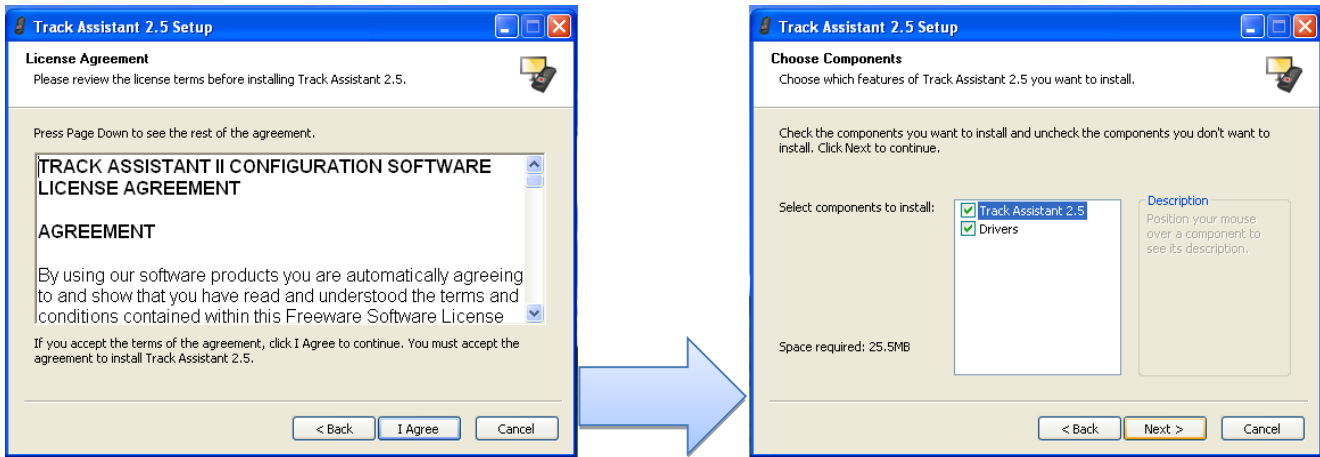 Track Assistant 2.5 Setup
License Agreement
Please review the license terms before installing Track Assistant 2.5.
Press Page Down to see the rest of the agreement.
TRACK ASSISTANT II CONFIGURATION SOFTWARE
LICENSE AGREEMENT
AGREEMENT
By using our software products you are automatically agreeing
to and show that you have read and understood the terms and
conditions contained within this Freeware Software License
If you accept the terms of the agreement, click I Agree to continue. You must accept the
agreement to install Track Assistant 2.5.
< Back
I Agree
Cancel
Track Assistant 2.5 Setup
Choose Components
Choose which features of Track Assistant 2.5 you want to install.
Check the components you want to install and uncheck the components you don't want to
install. Click Next to continue.
Select components to install:
Track Assistant 2.5
Drivers
Description
Position your mouse
over a component to
see its description.
Space required: 25.5MB
< Back
Next >
Cancel